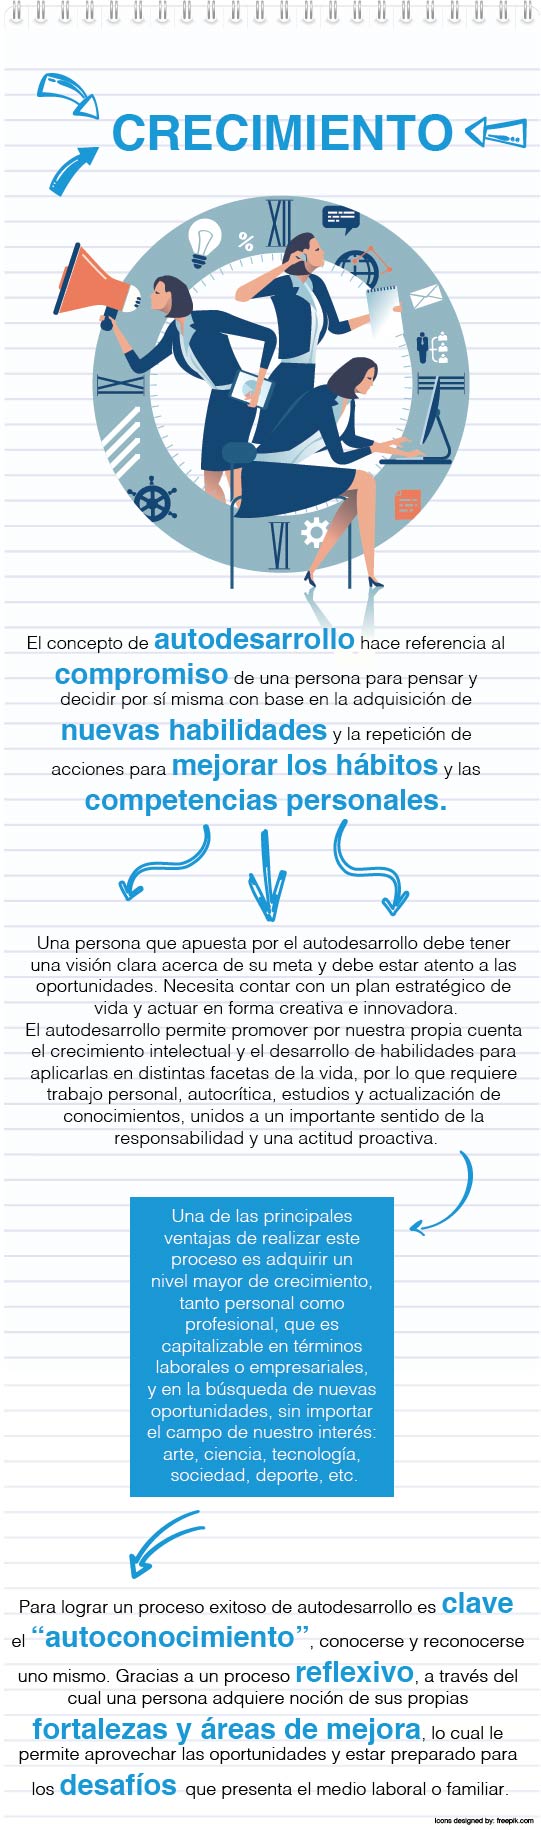 CRECIMIENTO
XII
%
III
VI
IX
El concepto de autodesarrollo hace referencia al
compromiso de una persona para pensar y
decidir por sí misma con base en la adquisición de
nuevas habilidades y la repetición de
acciones para mejorar los hábitos y las
competencias personales.
Una persona que apuesta por el autodesarrollo debe tener
una visión clara acerca de su meta y debe estar atento a las
oportunidades. Necesita contar con un plan estratégico de
vida y actuar en forma creativa e innovadora.
El autodesarrollo permite promover por nuestra propia cuenta
el crecimiento intelectual y el desarrollo de habilidades para
aplicarlas en distintas facetas de la vida, por lo que requiere
trabajo personal, autocrítica, estudios y actualización de
conocimientos, unidos a un importante sentido de la
responsabilidad y una actitud proactiva.
Una de las principales
ventajas de realizar este
proceso es adquirir un
nivel mayor de crecimiento,
tanto personal como
profesional, que es
capitalizable en términos
laborales o empresariales,
y en la búsqueda de nuevas
oportunidades, sin importar
el campo de nuestro interés:
arte, ciencia, tecnología,
sociedad, deporte, etc.
Para lograr un proceso exitoso de autodesarrollo es clave
el “autoconocimiento”, conocerse y reconocerse
uno mismo. Gracias a un proceso reflexivo, a través del
cual una persona adquiere noción de sus propias
fortalezas y áreas de mejora, lo cual le
permite aprovechar las oportunidades y estar preparado para
los desafíos que presenta el medio laboral o familiar.
Icons designed by: freepik.com